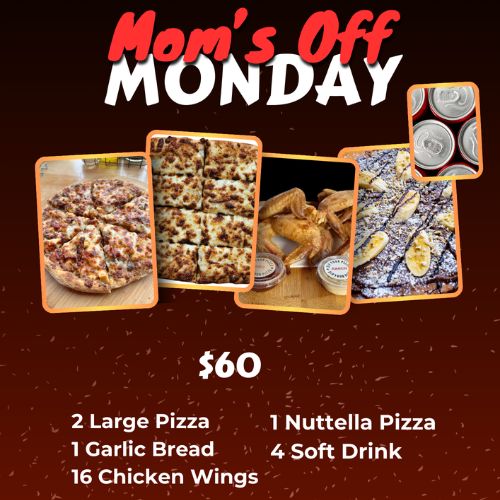 Mom's Off
MONDAY
$60
2 Large Pizza
1 Garlic Bread
16 Chicken Wings
1 Nuttella Pizza
4 Soft Drink